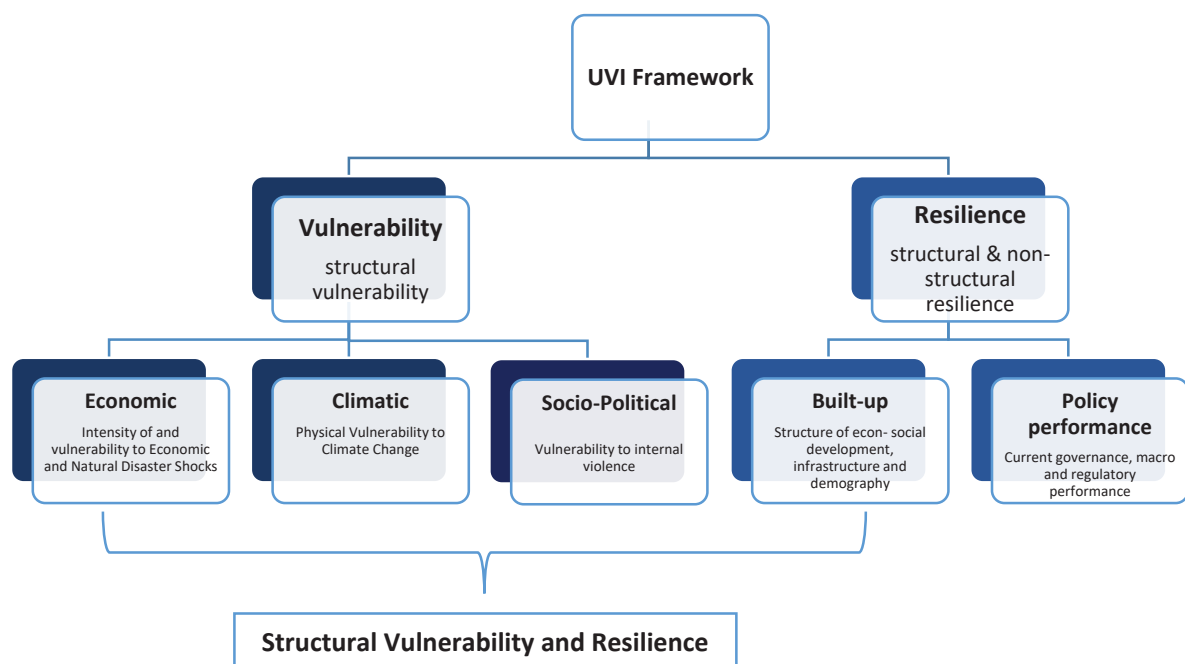 UVI Framework
Vulnerability
structural
vulnerability
Resilience
structural & non-
structural
resilience
Economic
Intensity of and
vulnerability to Economic
and Natural Disaster Shocks
Climatic
Physical Vulnerability to
Climate Change
Socio-Political
Vulnerability to internal
violence
Built-up
Structure of econ- social
development,
infrastructure and
demography
Policy
performance
Current governance, macro
and regulatory
performance
Structural Vulnerability and Resilience